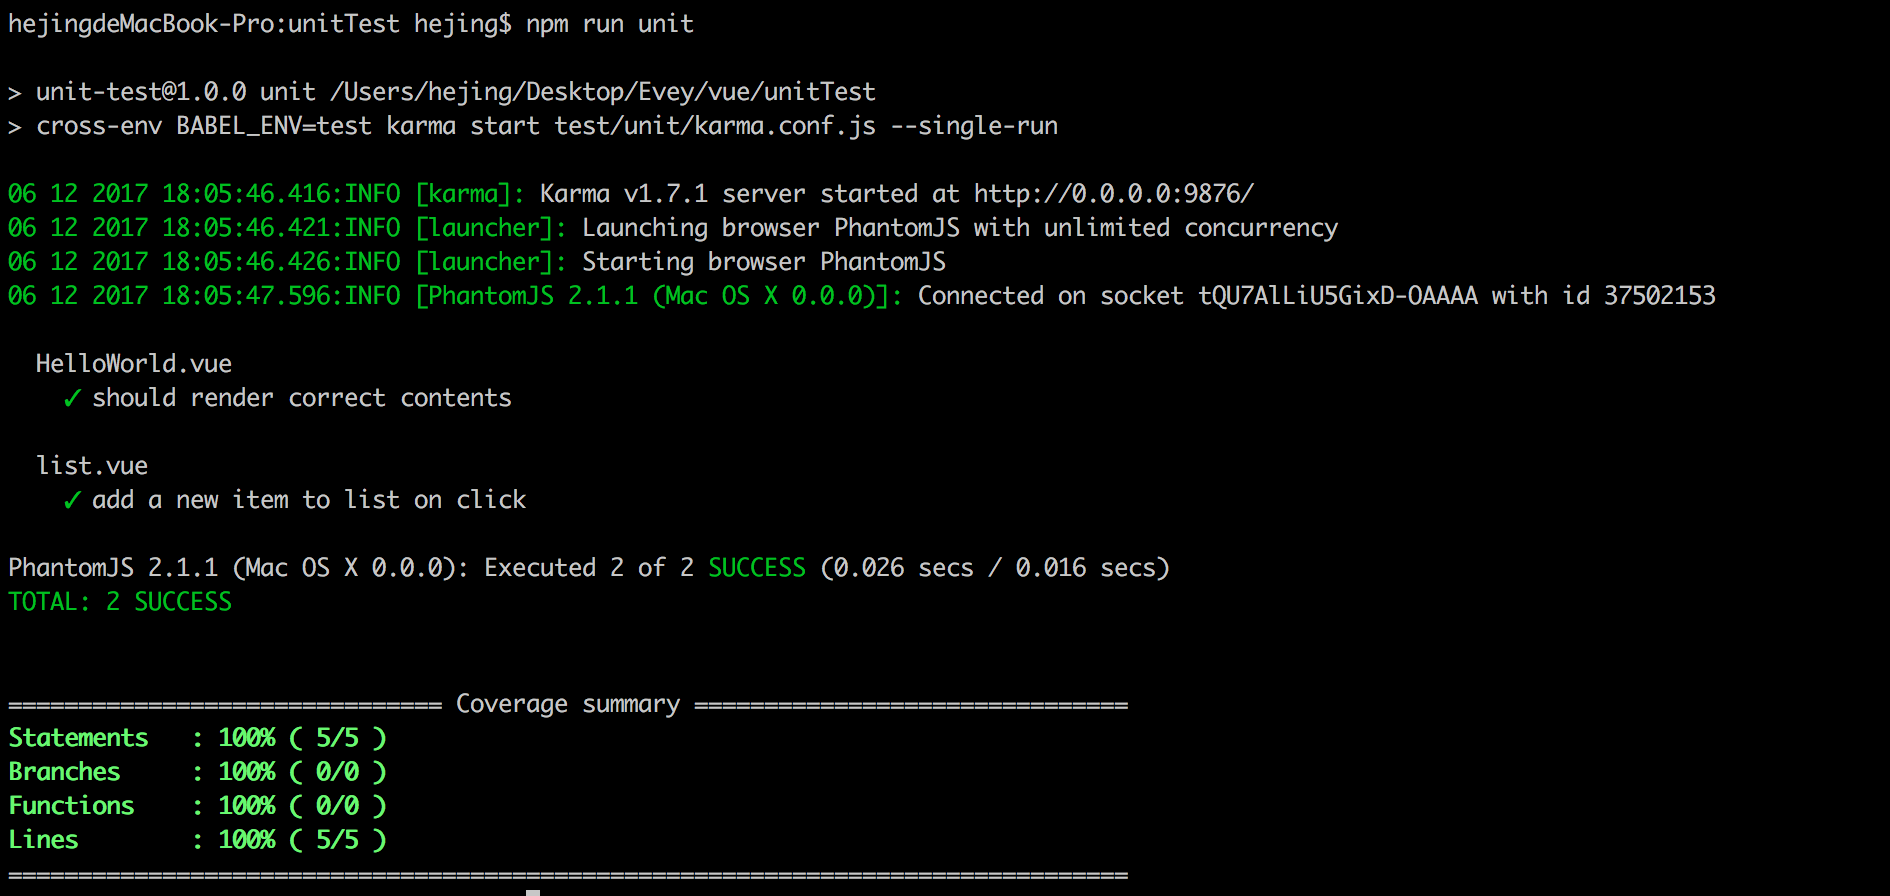 hejingdeMacBook-Pro:unitTest hejing$ npm run unit
> unit-test@1.0.0 unit /Users/hejing/Desktop/Evey/vue/unitTest
> cross-env BABEL_ENV=test karma start test/unit/karma.conf.js --single-run
06 12 2017 18:05:46.416:INFO [karma]: Karma v1.7.1 server started at http://0.0.0.0:9876/
06 12 2017 18:05:46.421:INFO [launcher]: Launching browser PhantomJS with unlimited concurrency
06 12 2017 18:05:46.426:INFO [launcher]: Starting browser PhantomJS
06 12 2017 18:05:47.596:INFO [PhantomJS 2.1.1 (Mac OS X 0.0.0)]: Connected on socket tQU7AlLiU5GixD-OAAAA with id 37502153
HelloWorld.vue
✓ should render correct contents
list.vue
✓ add a new item to list on click
PhantomJS 2.1.1 (Mac OS X 0.0.0): Executed 2 of 2 SUCCESS (0.026 secs / 0.016 secs)
TOTAL: 2 SUCCESS
=============================== Coverage summary ===============================
Statements   : 100% ( 5/5 )
Branches     : 100% ( 0/0 )
Functions    : 100% ( 0/0 )
Lines        : 100% ( 5/5 )
================================================================================